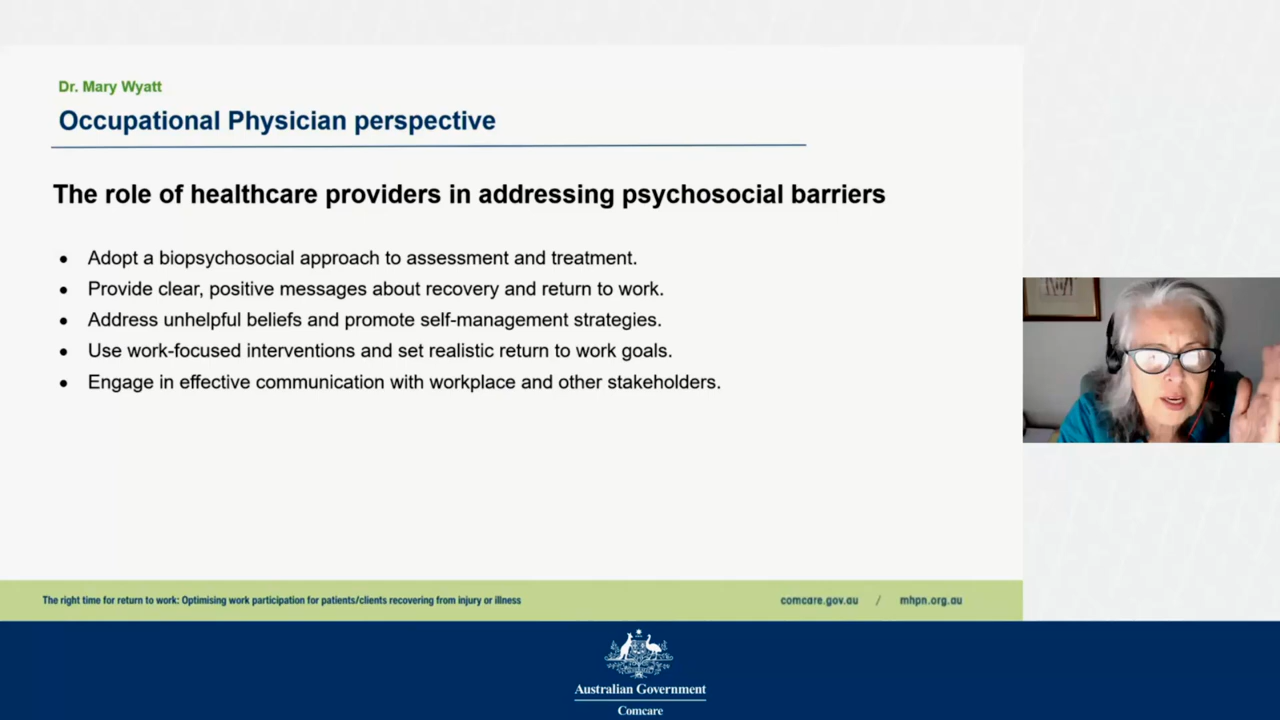 Dr. Mary Wyatt
Occupational Physician perspective
The role of healthcare providers in addressing psychosocial barriers
• Adopt a biopsychosocial approach to assessment and treatment.
• Provide clear, positive messages about recovery and return to work.
• Address unhelpful beliefs and promote self-management strategies.
• Use work-focused interventions and set realistic return to work goals.
• Engage in effective communication with workplace and other stakeholders.
The right time for return to work: Optimising work participation for patients/clients recovering from injury or illness
comcare.gov.au / mhpn.org.au
Australian Government
Comcare